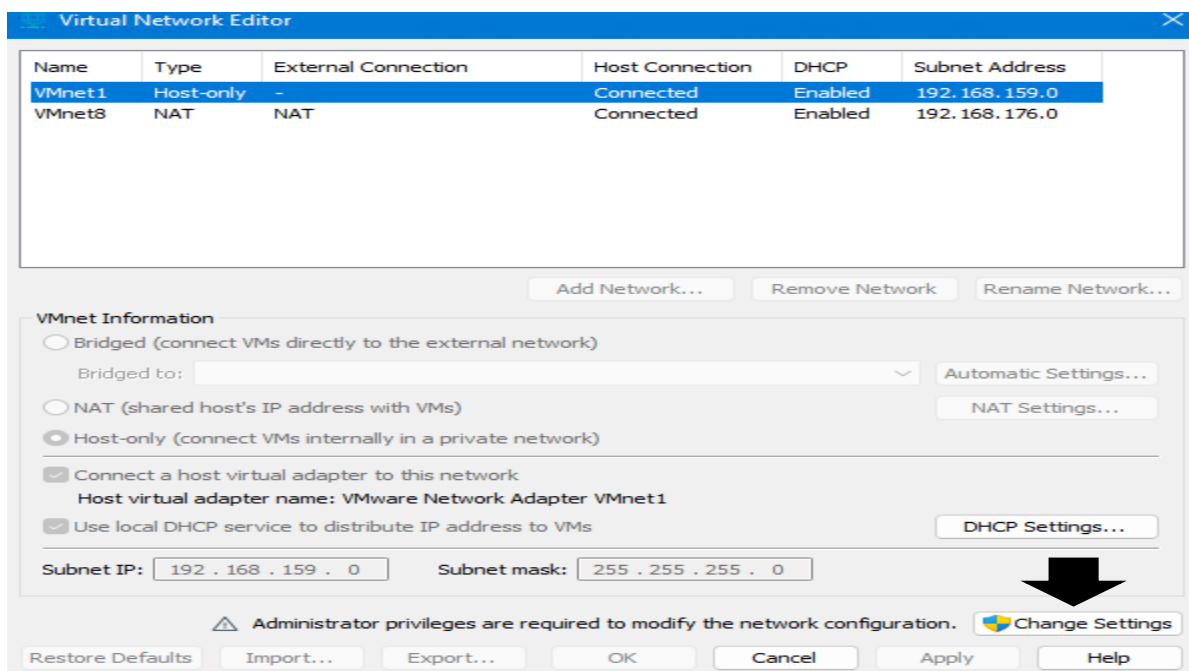 Virtual Network Editor
Name Type External Connection Host Connection DHCP Subnet Address
VMnet1 Host-only - Connected Enabled 192.168.159.0
VMnet8 NAT NAT Connected Enabled 192.168.176.0
Add Network... Remove Network Rename Network...
VMnet Information
Bridged (connect VMs directly to the external network)
Bridged to: Automatic Settings...
NAT (shared host's IP address with VMs) NAT Settings...
Host-only (connect VMs internally in a private network)
Connect a host virtual adapter to this network
Host virtual adapter name: VMware Network Adapter VMnet1
Use local DHCP service to distribute IP address to VMs DHCP Settings...
Subnet IP: 192 . 168 . 159 . 0 Subnet mask: 255 . 255 . 255 . 0
Administrator privileges are required to modify the network configuration. Change Settings
Restore Defaults Import... Export... OK Cancel Apply Help